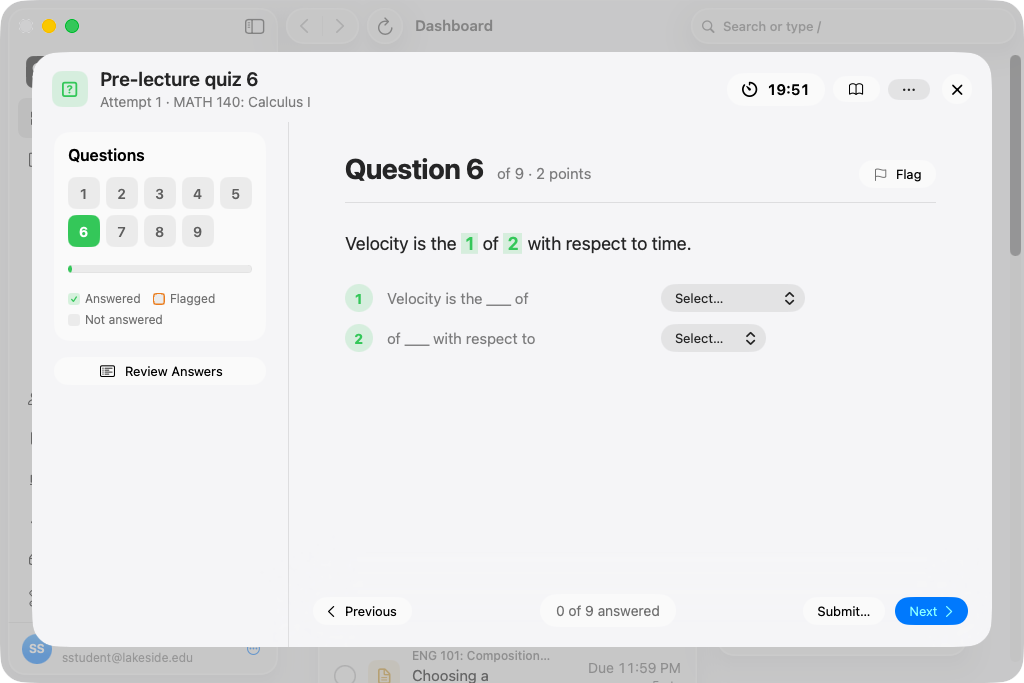 Dashboard
Search or type /
Pre-lecture quiz 6
Attempt 1 · MATH 140: Calculus I
19:51
Questions
1 2 3 4 5
6 7 8 9
Answered Flagged
Not answered
Review Answers
Question 6 of 9 · 2 points
Flag
Velocity is the 1 of 2 with respect to time.
1 Velocity is the ___ of Select...
2 of ___ with respect to Select...
Previous
0 of 9 answered
Submit...
Next
SS
sstudent@lakeside.edu
ENG 101: Composition...
Choosing a
Due 11:59 PM